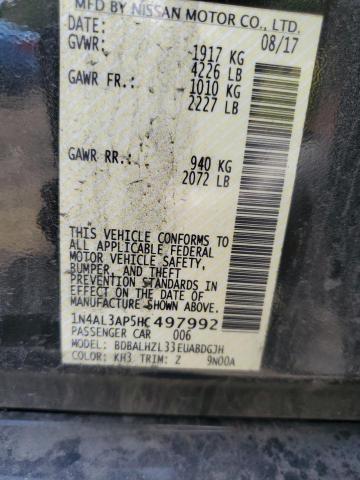 MFD BY NISSAN MOTOR CO., LTD.
DATE: 08/17
GVWR: 1917 KG
4226 LB
GAWR FR.: 1010 KG
2227 LB
GAWR RR.: 940 KG
2072 LB
THIS VEHICLE CONFORMS TO
ALL APPLICABLE FEDERAL
MOTOR VEHICLE SAFETY,
BUMPER, AND THEFT
PREVENTION STANDARDS IN
EFFECT ON THE DATE OF
MANUFACTURE SHOWN ABOVE.
1N4AL3AP5HC497992
PASSENGER CAR 006
MODEL: BDBALHZL33EUABDGJH
COLOR: KH3 TRIM: Z 9N00A